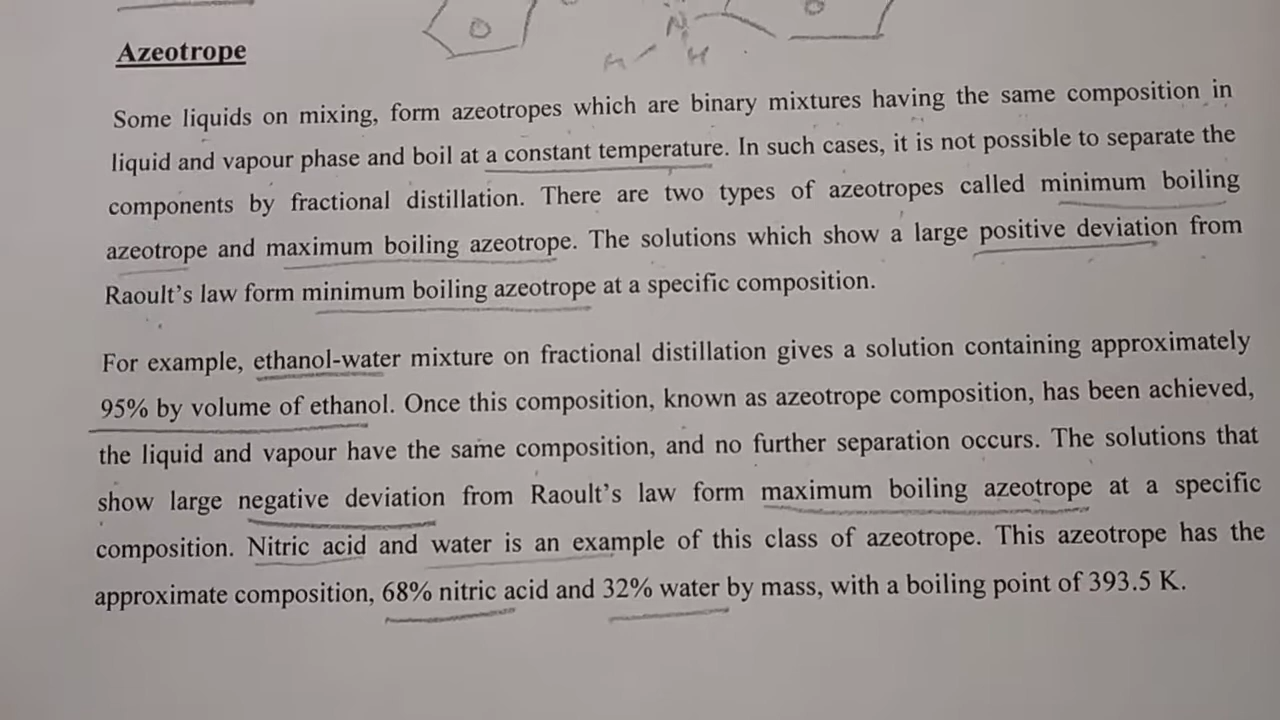 N
H
H
Azeotrope
Some liquids on mixing, form azeotropes which are binary mixtures having the same composition in
liquid and vapour phase and boil at a constant temperature. In such cases, it is not possible to separate the
components by fractional distillation. There are two types of azeotropes called minimum boiling
azeotrope and maximum boiling azeotrope. The solutions which show a large positive deviation from
Raoult's law form minimum boiling azeotrope at a specific composition.
For example, ethanol-water mixture on fractional distillation gives a solution containing approximately
95% by volume of ethanol. Once this composition, known as azeotrope composition, has been achieved,
the liquid and vapour have the same composition, and no further separation occurs. The solutions that
show large negative deviation from Raoult's law form maximum boiling azeotrope at a specific
composition. Nitric acid and water is an example of this class of azeotrope. This azeotrope has the
approximate composition, 68% nitric acid and 32% water by mass, with a boiling point of 393.5 K.